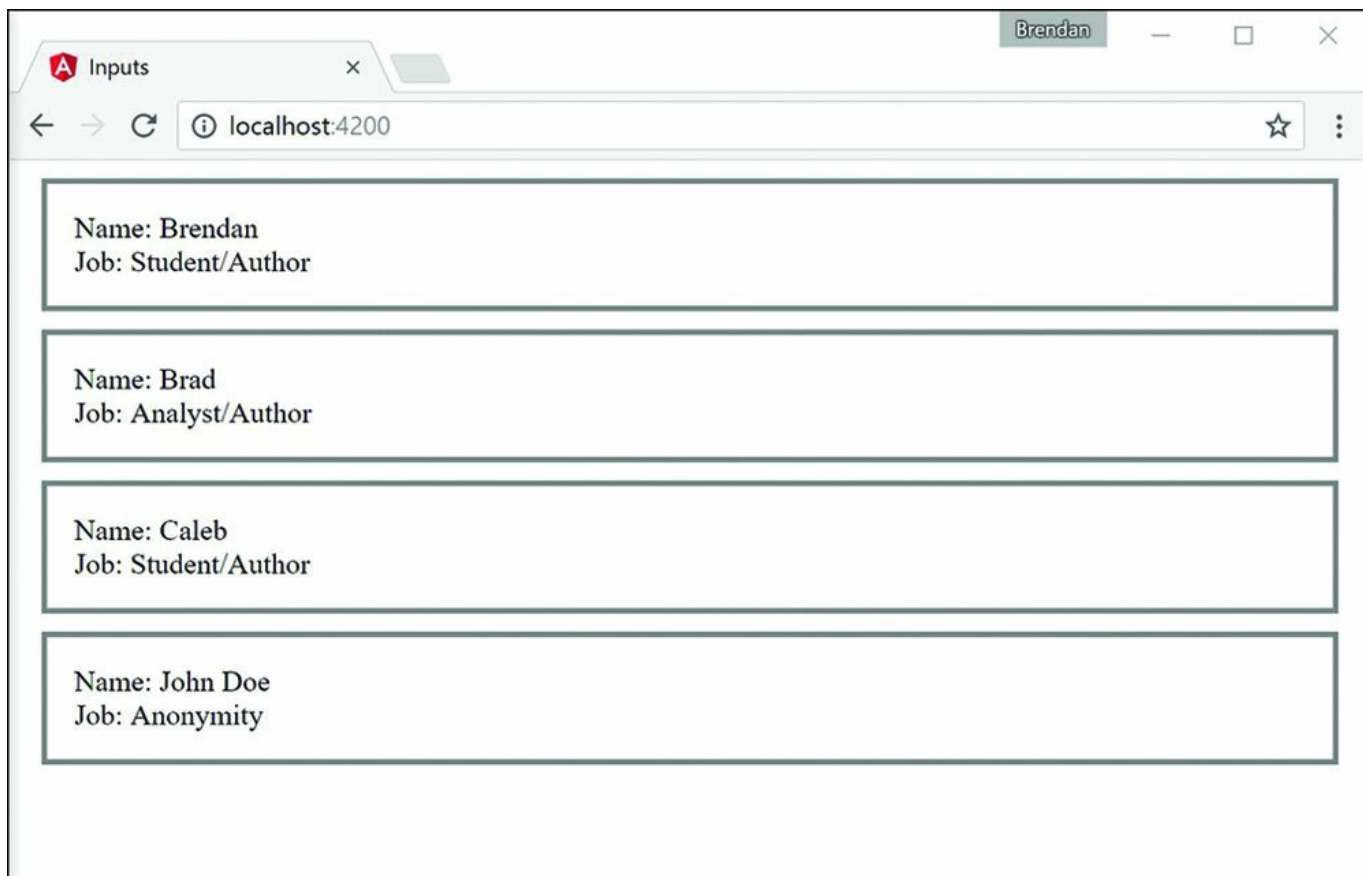 Brendan
Inputs
localhost:4200
Name: Brendan
Job: Student/Author
Name: Brad
Job: Analyst/Author
Name: Caleb
Job: Student/Author
Name: John Doe
Job: Anonymity